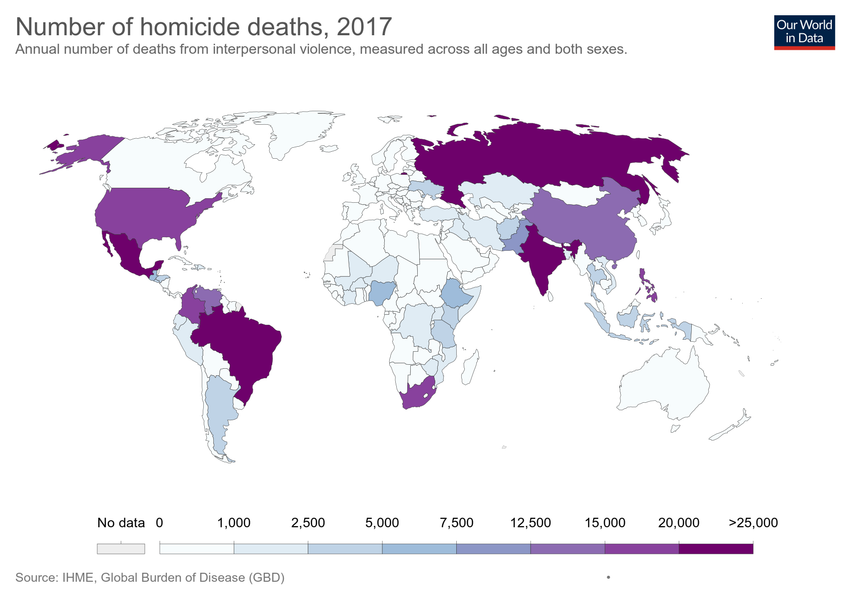 Number of homicide deaths, 2017
Annual number of deaths from interpersonal violence, measured across all ages and both sexes.
Our World
in Data
No data 0 1,000 2,500 5,000 7,500 12,500 15,000 20,000 >25,000
Source: IHME, Global Burden of Disease (GBD)
•